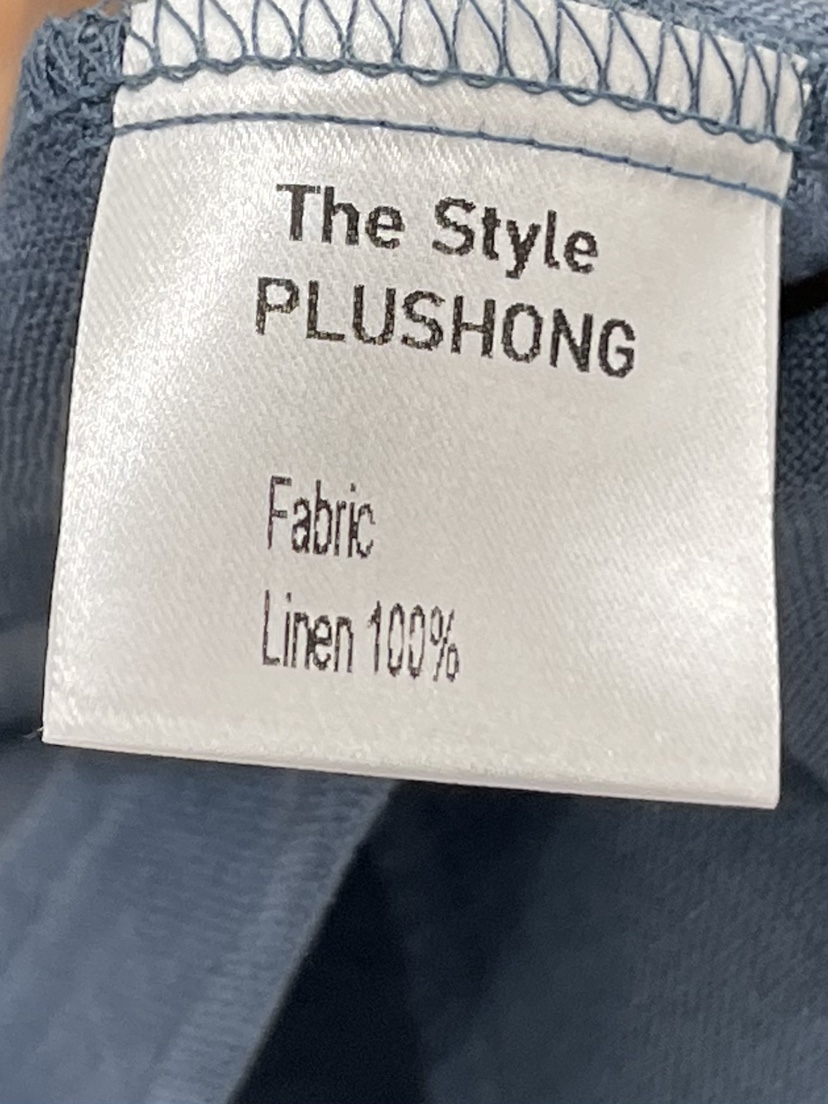 The Style
PLUSHONG
Fabric
Linen 100%